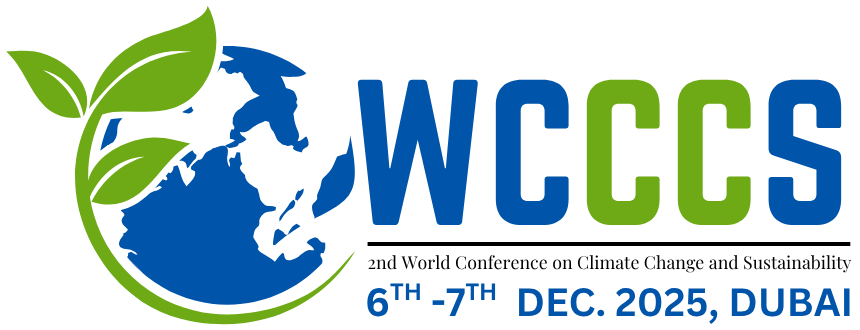 WCCCS
2nd World Conference on Climate Change and Sustainability
6TH -7TH DEC. 2025, DUBAI